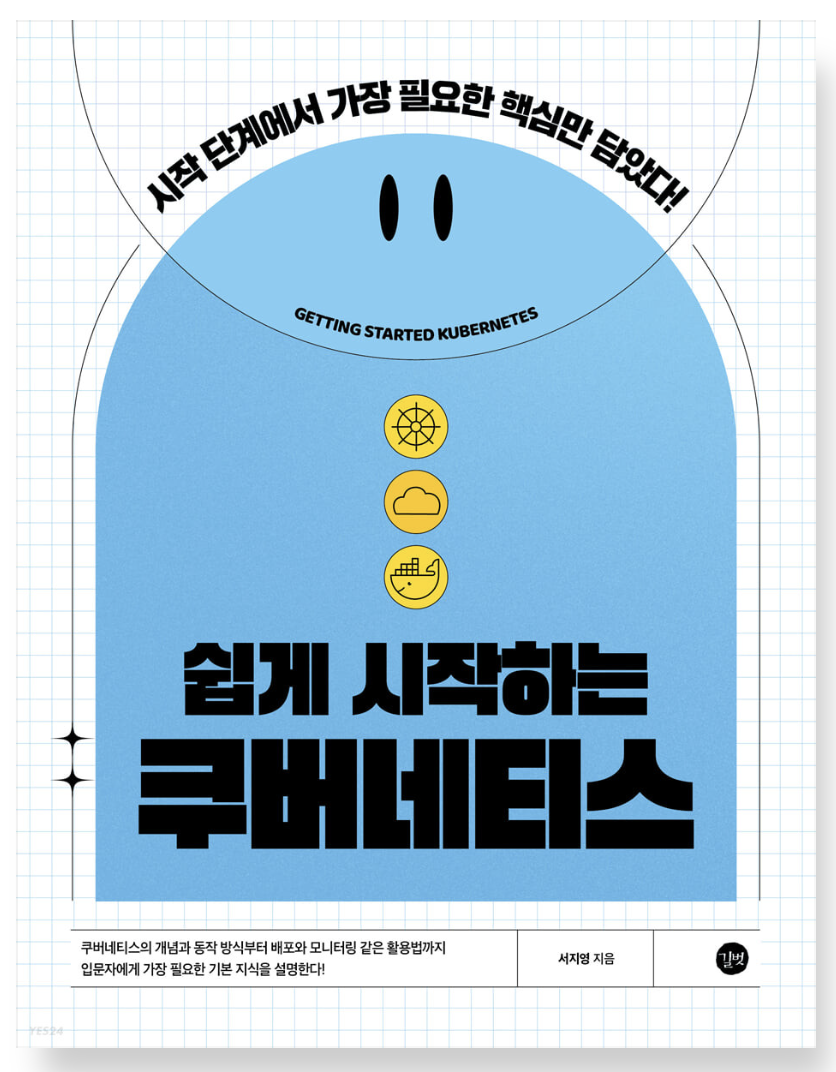 시작 단계에서 가장 필요한 핵심만 담았다!
GETTING STARTED KUBERNETES
쉽게 시작하는
쿠버네티스
쿠버네티스의 개념과 동작 방식부터 배포와 모니터링 같은 활용법까지
입문자에게 가장 필요한 기본 지식을 설명한다!
서지영 지음
길벗
YES24